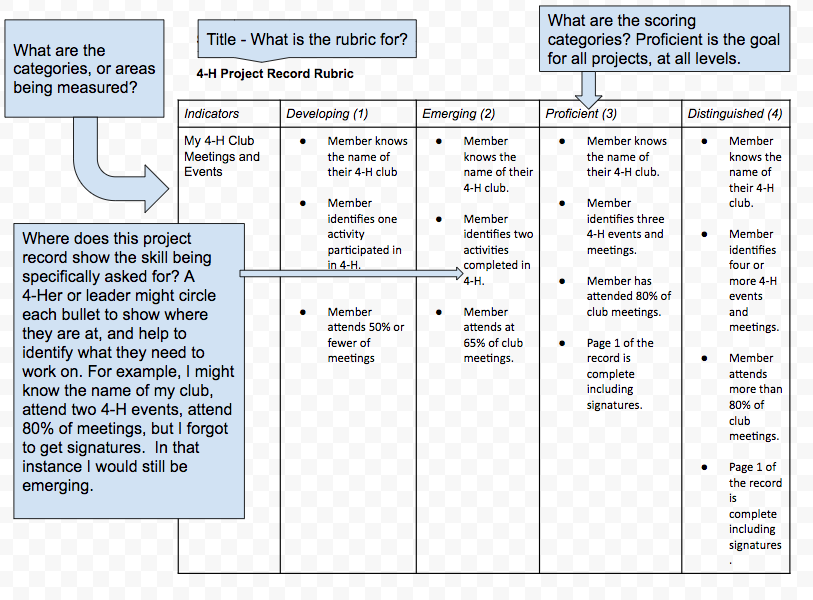 What are the
categories, or areas
being measured?
Title - What is the rubric for?
What are the scoring
categories? Proficient is the goal
for all projects, at all levels.
4-H Project Record Rubric
Indicators
Developing (1)
Emerging (2)
Proficient (3)
Distinguished (4)
My 4-H Club
Meetings and
Events
● Member knows
the name of
their 4-H club
● Member
identifies one
activity
participated in
in 4-H.
● Member
attends 50% or
fewer of
meetings
● Member
knows the
name of their
4-H club.
● Member
identifies two
activities
completed in
4-H.
● Member
attends at
65% of club
meetings.
● Member knows
the name of
their 4-H club.
● Member
identifies three
4-H events and
meetings.
● Member has
attended 80% of
club meetings.
● Page 1 of the
record is
complete
including
signatures.
● Member
knows the
name of
their 4-H
club.
● Member
identifies
four or
more 4-H
events
and
meetings.
● Member
attends
more than
80% of
club
meetings.
● Page 1 of
the record
is
complete
including
signatures
.
Where does this project
record show the skill being
specifically asked for? A
4-Her or leader might circle
each bullet to show where
they are at, and help to
identify what they need to
work on. For example, I might
know the name of my club,
attend two 4-H events, attend
80% of meetings, but I forgot
to get signatures.  In that
instance I would still be
emerging.